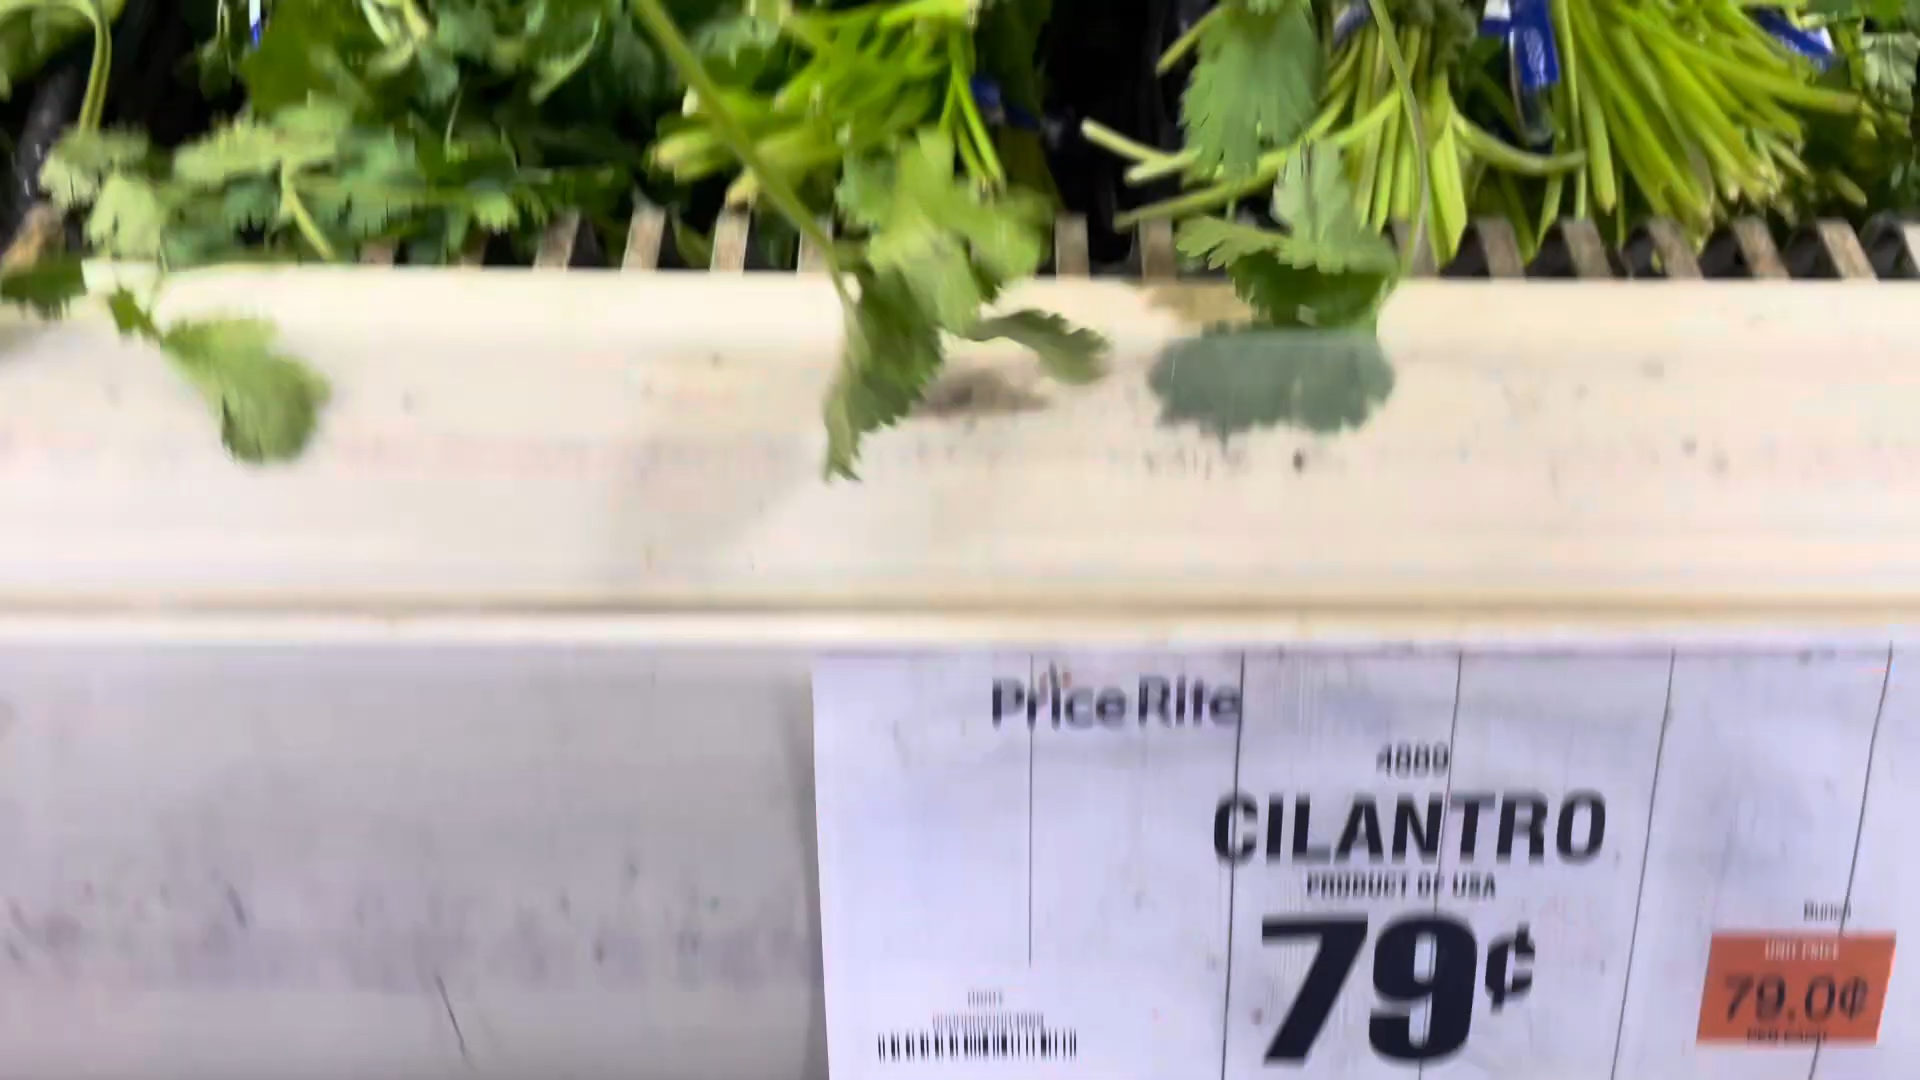 PriceRite
4889
CILANTRO
PRODUCT OF USA
79¢
Bunch
UNIT PRICE
79.0¢